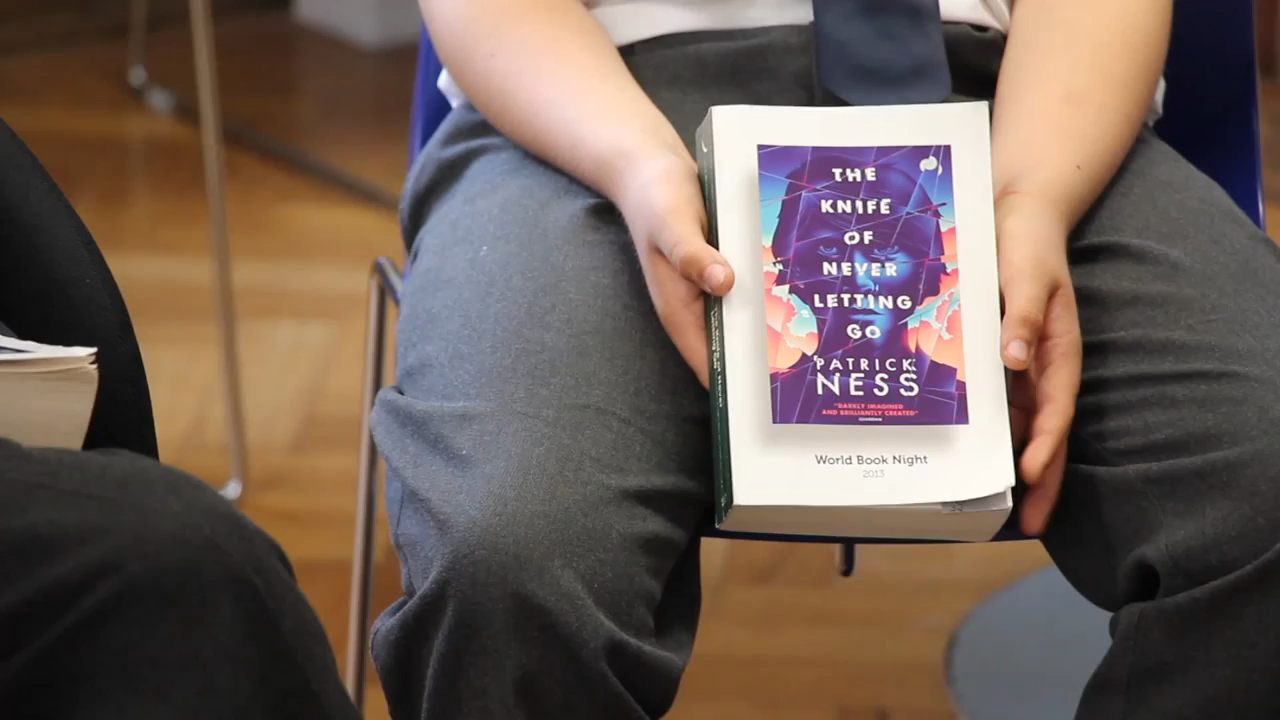 THE
KNIFE
OF
NEVER
LETTING
GO
PATRICK
NESS
"DARKLY IMAGINED
AND BRILLIANTLY CREATED"
World Book Night
2013